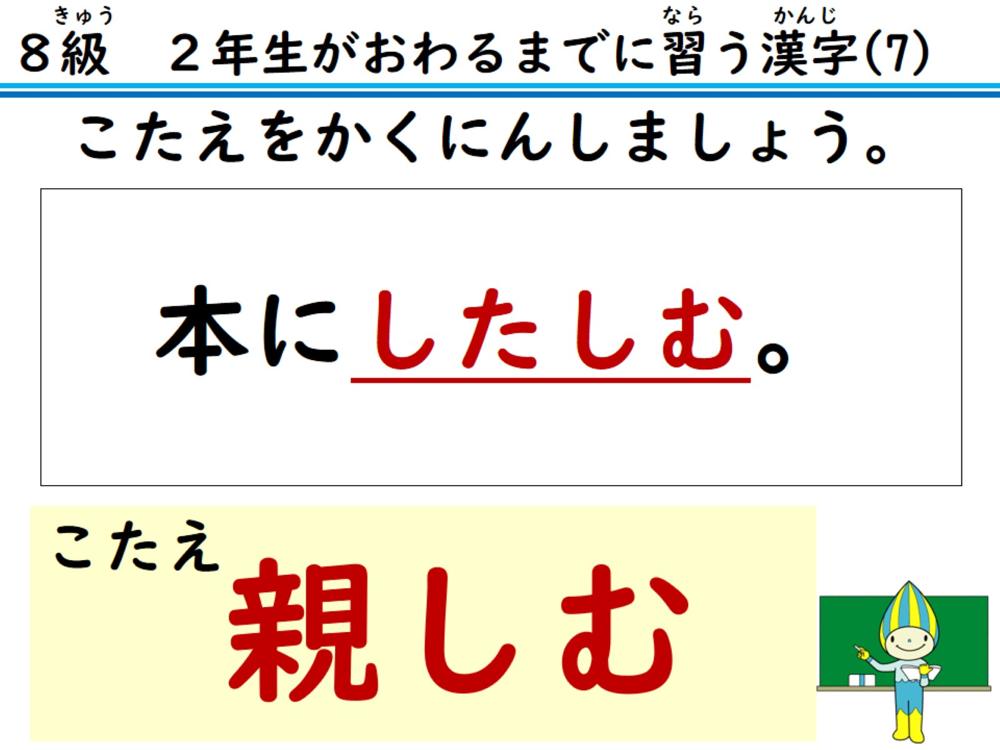 きゅう なら かんじ
８級　２年生がおわるまでに習う漢字(7)
こたえをかくにんしましょう。
本にしたしむ。
こたえ
親しむ